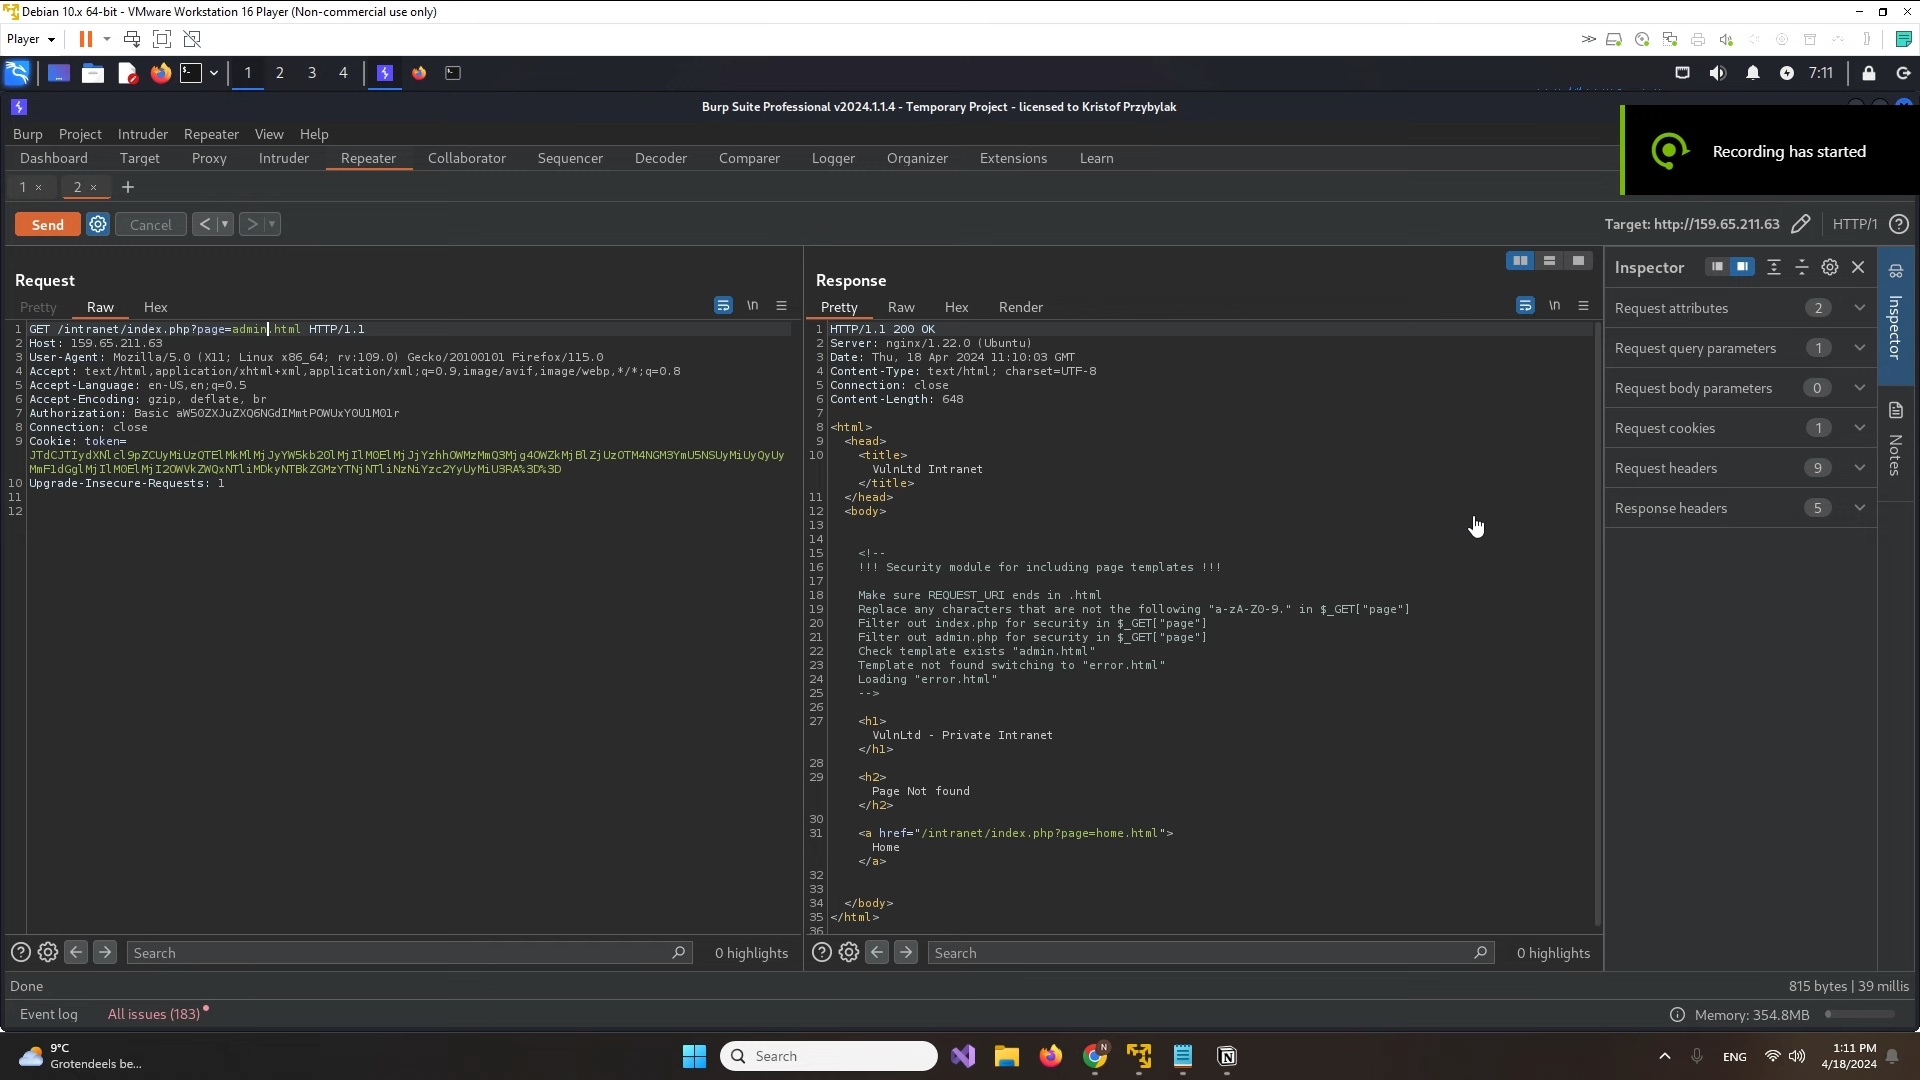 Debian 10.x 64-bit - VMware Workstation 16 Player (Non-commercial use only)
Player
1 2 3 4 7:11
Burp Suite Professional v2024.1.1.4 - Temporary Project - licensed to Kristof Przybylak
Burp Project Intruder Repeater View Help
Recording has started
Dashboard Target Proxy Intruder Repeater Collaborator Sequencer Decoder Comparer Logger Organizer Extensions Learn
1 × 2 × +
Send Cancel < > Target: http://159.65.211.63 HTTP/1
Request
Pretty Raw Hex \n
1 GET /intranet/index.php?page=admin.html HTTP/1.1
2 Host: 159.65.211.63
3 User-Agent: Mozilla/5.0 (X11; Linux x86_64; rv:109.0) Gecko/20100101 Firefox/115.0
4 Accept: text/html,application/xhtml+xml,application/xml;q=0.9,image/avif,image/webp,*/*;q=0.8
5 Accept-Language: en-US,en;q=0.5
6 Accept-Encoding: gzip, deflate, br
7 Authorization: Basic
8 Connection: close
9 Cookie: token=
10 Upgrade-Insecure-Requests: 1
11
12
Response
Pretty Raw Hex Render \n
1 HTTP/1.1 200 OK
2 Server: nginx/1.22.0 (Ubuntu)
3 Date: Thu, 18 Apr 2024 11:10:03 GMT
4 Content-Type: text/html; charset=UTF-8
5 Connection: close
6 Content-Length: 648
7
8 <html>
9 <head>
10 <title>
VulnLtd Intranet
</title>
11 </head>
12 <body>
13
14
15 <!--
16 !!! Security module for including page templates !!!
17
18 Make sure REQUEST_URI ends in .html
19 Replace any characters that are not the following "a-zA-Z0-9." in $_GET["page"]
20 Filter out index.php for security in $_GET["page"]
21 Filter out admin.php for security in $_GET["page"]
22 Check template exists "admin.html"
23 Template not found switching to "error.html"
24 Loading "error.html"
25 -->
26
27 <h1>
VulnLtd - Private Intranet
</h1>
28
29 <h2>
Page Not found
</h2>
30
31 <a href="/intranet/index.php?page=home.html">
Home
</a>
32
33
34 </body>
35 </html>
36
Inspector
Request attributes 2
Request query parameters 1
Request body parameters 0
Request cookies 1
Request headers 9
Response headers 5
Inspector
Notes
Search 0 highlights
Search 0 highlights
Done 815 bytes | 39 millis
Event log All issues (183) Memory: 354.8MB
9°C
Grotendeels be...
Search
ENG
1:11 PM
4/18/2024